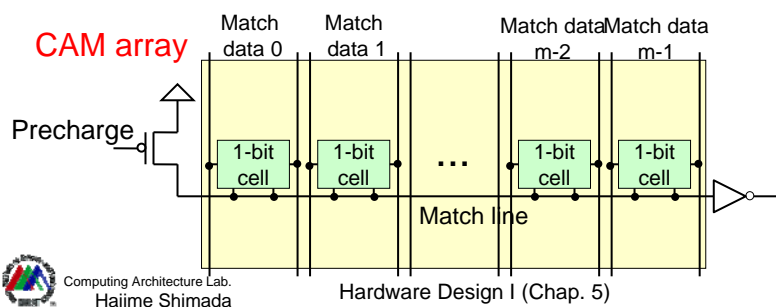 CAM array
Match
data 0
Match
data 1
Match data
m-2
Match data
m-1
Precharge
1-bit
cell
1-bit
cell
...
1-bit
cell
1-bit
cell
Match line
Computing Architecture Lab.
Hajime Shimada
Hardware Design I (Chap. 5)